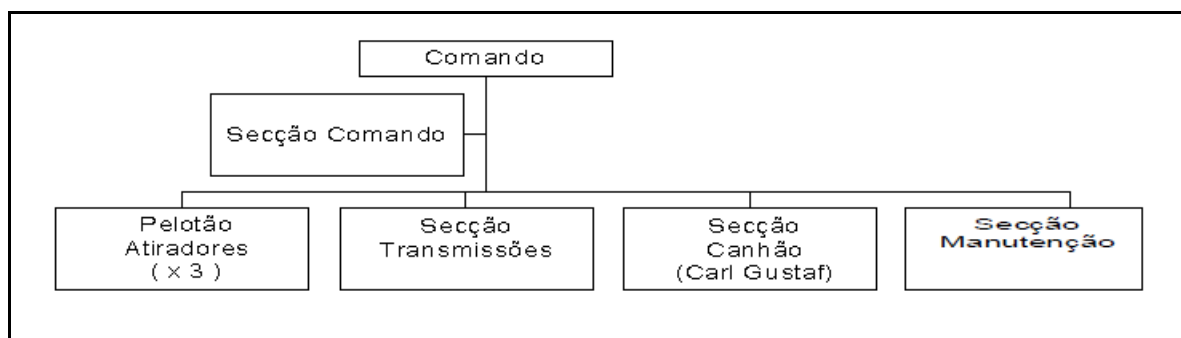 Comando
Secção Comando
Pelotão
Atiradores
( x 3 )
Secção
Transmissões
Secção
Canhão
(Carl Gustaf)
Secção
Manutenção